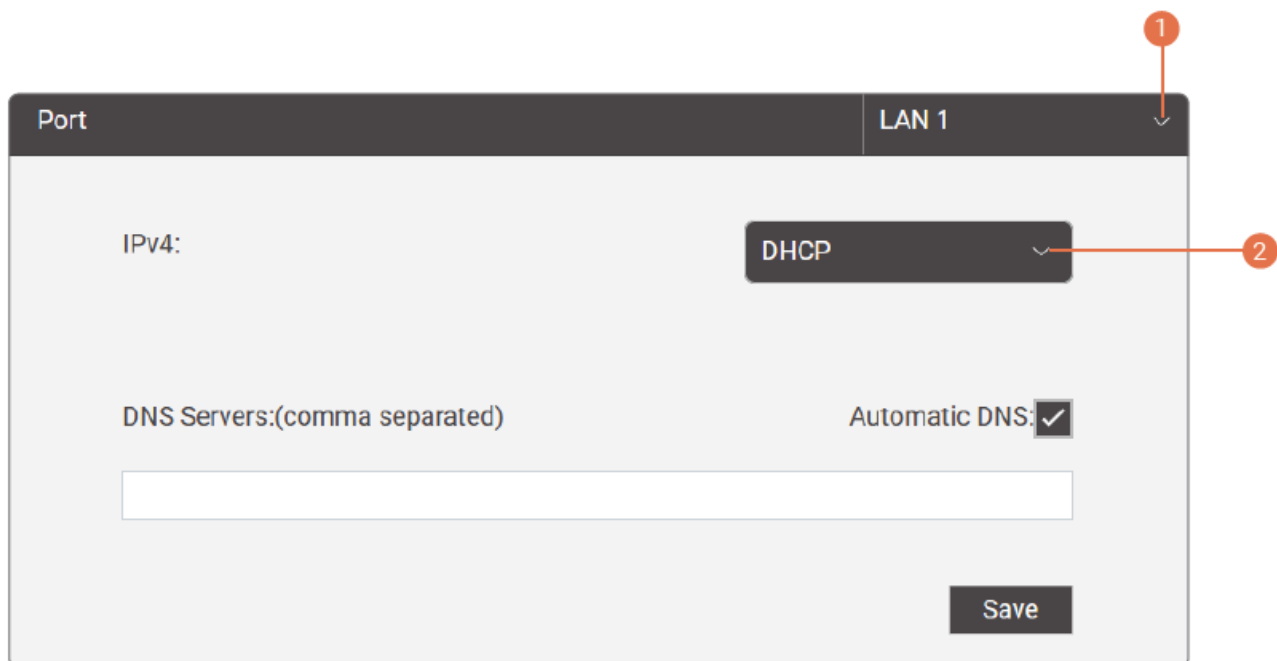 1
Port
LAN 1
IPv4:
DHCP
2
DNS Servers:(comma separated)
Automatic DNS:
Save